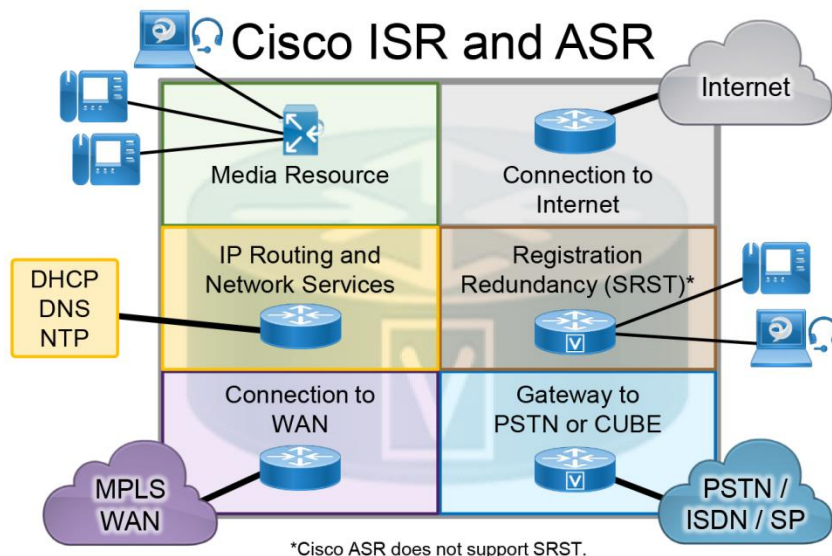 Cisco ISR and ASR
Internet
Media Resource
Connection to
Internet
DHCP
DNS
NTP
IP Routing and
Network Services
Registration
Redundancy (SRST)*
V
V
Connection to
WAN
Gateway to
PSTN or CUBE
V
MPLS
WAN
PSTN /
ISDN / SP
*Cisco ASR does not support SRST.